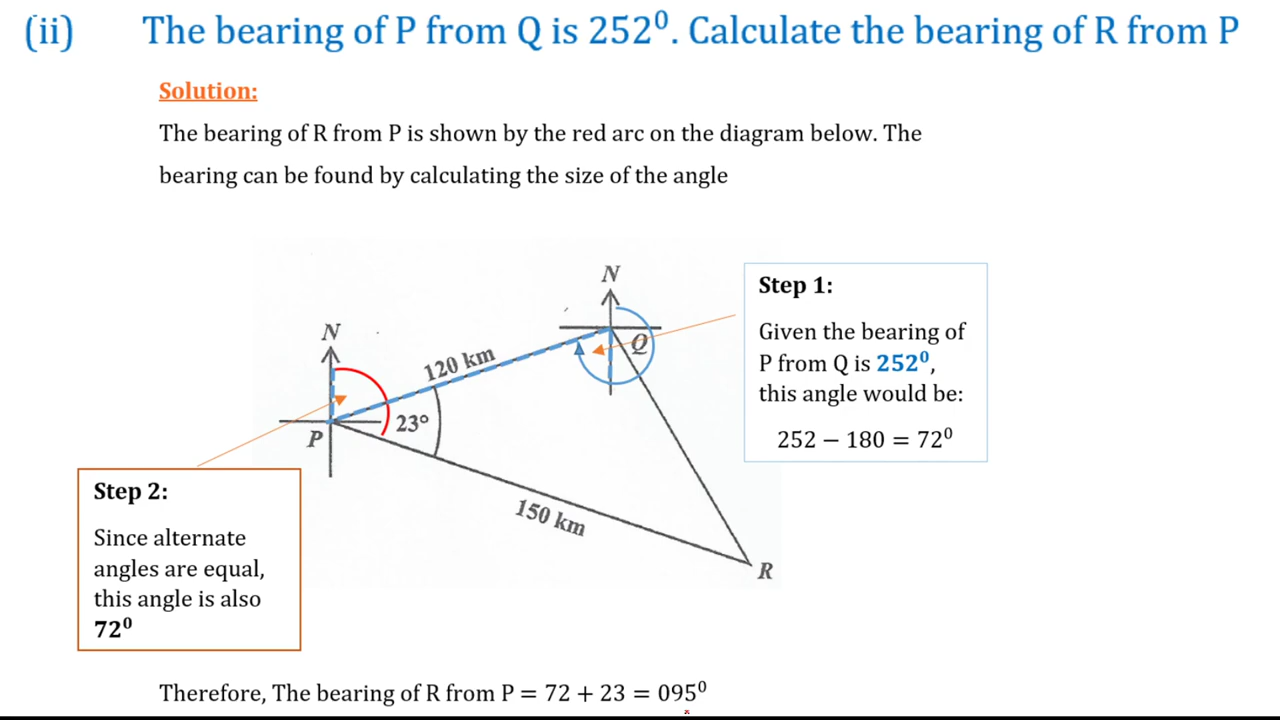 (ii) The bearing of P from Q is 252⁰. Calculate the bearing of R from P
Solution:
The bearing of R from P is shown by the red arc on the diagram below. The
bearing can be found by calculating the size of the angle
N
N
Q
120 km
23⁰
P
150 km
R
Step 1:
Given the bearing of
P from Q is 252⁰,
this angle would be:
252 − 180 = 72⁰
Step 2:
Since alternate
angles are equal,
this angle is also
72⁰
Therefore, The bearing of R from P = 72 + 23 = 095⁰